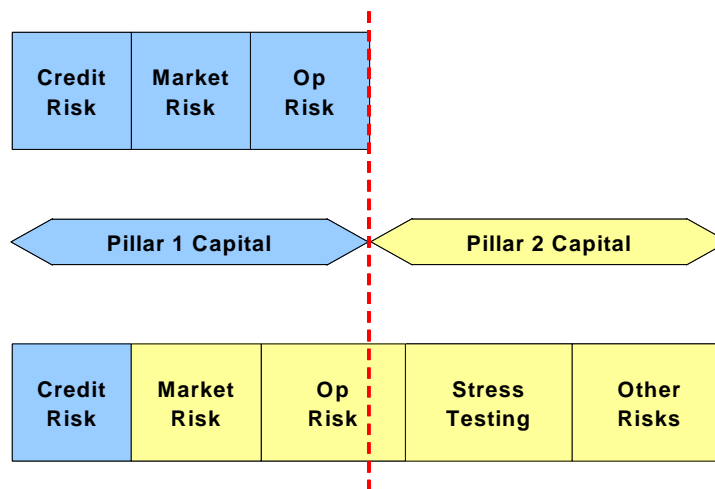 Credit Market Op
Risk Risk Risk
Pillar 1 Capital Pillar 2 Capital
Credit Market Op Stress Other
Risk Risk Risk Testing Risks